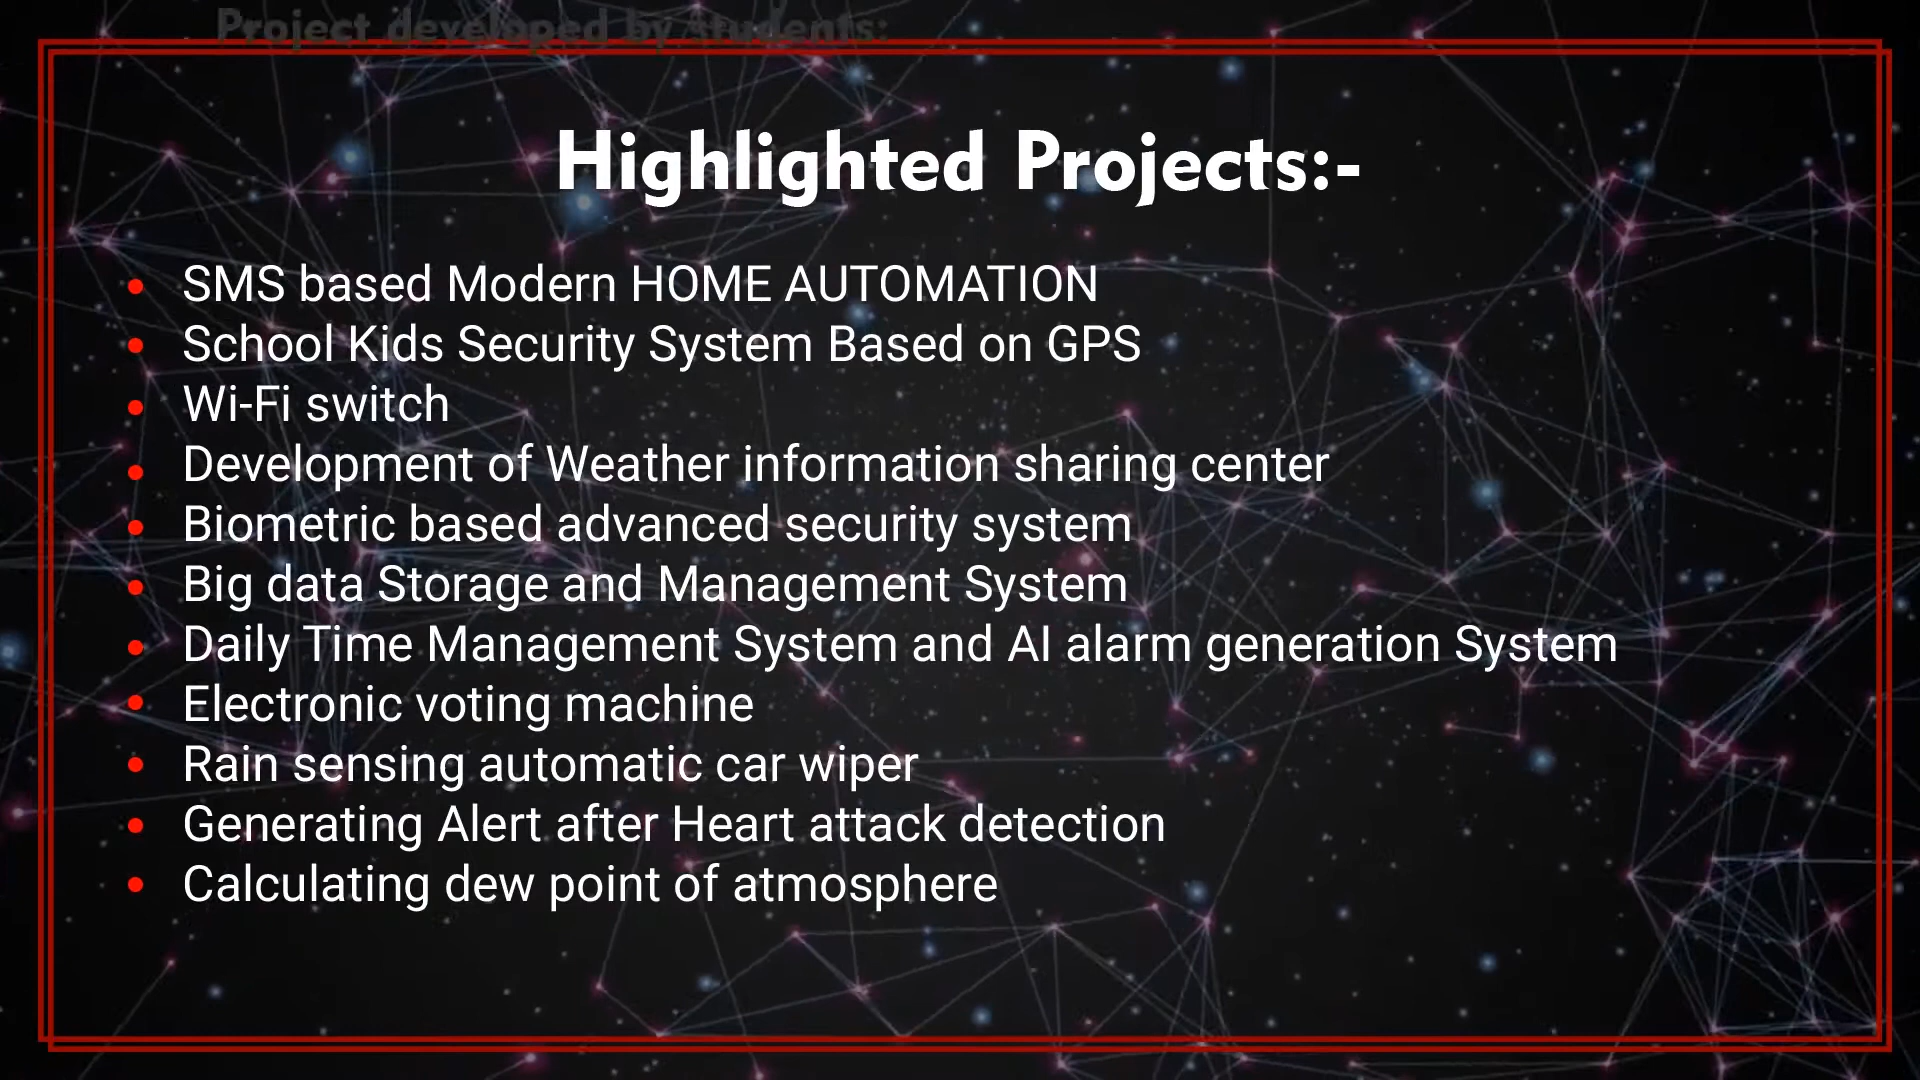 Project developed by students:
Highlighted Projects:-
SMS based Modern HOME AUTOMATION
School Kids Security System Based on GPS
Wi-Fi switch
Development of Weather information sharing center
Biometric based advanced security system
Big data Storage and Management System
Daily Time Management System and AI alarm generation System
Electronic voting machine
Rain sensing automatic car wiper
Generating Alert after Heart attack detection
Calculating dew point of atmosphere